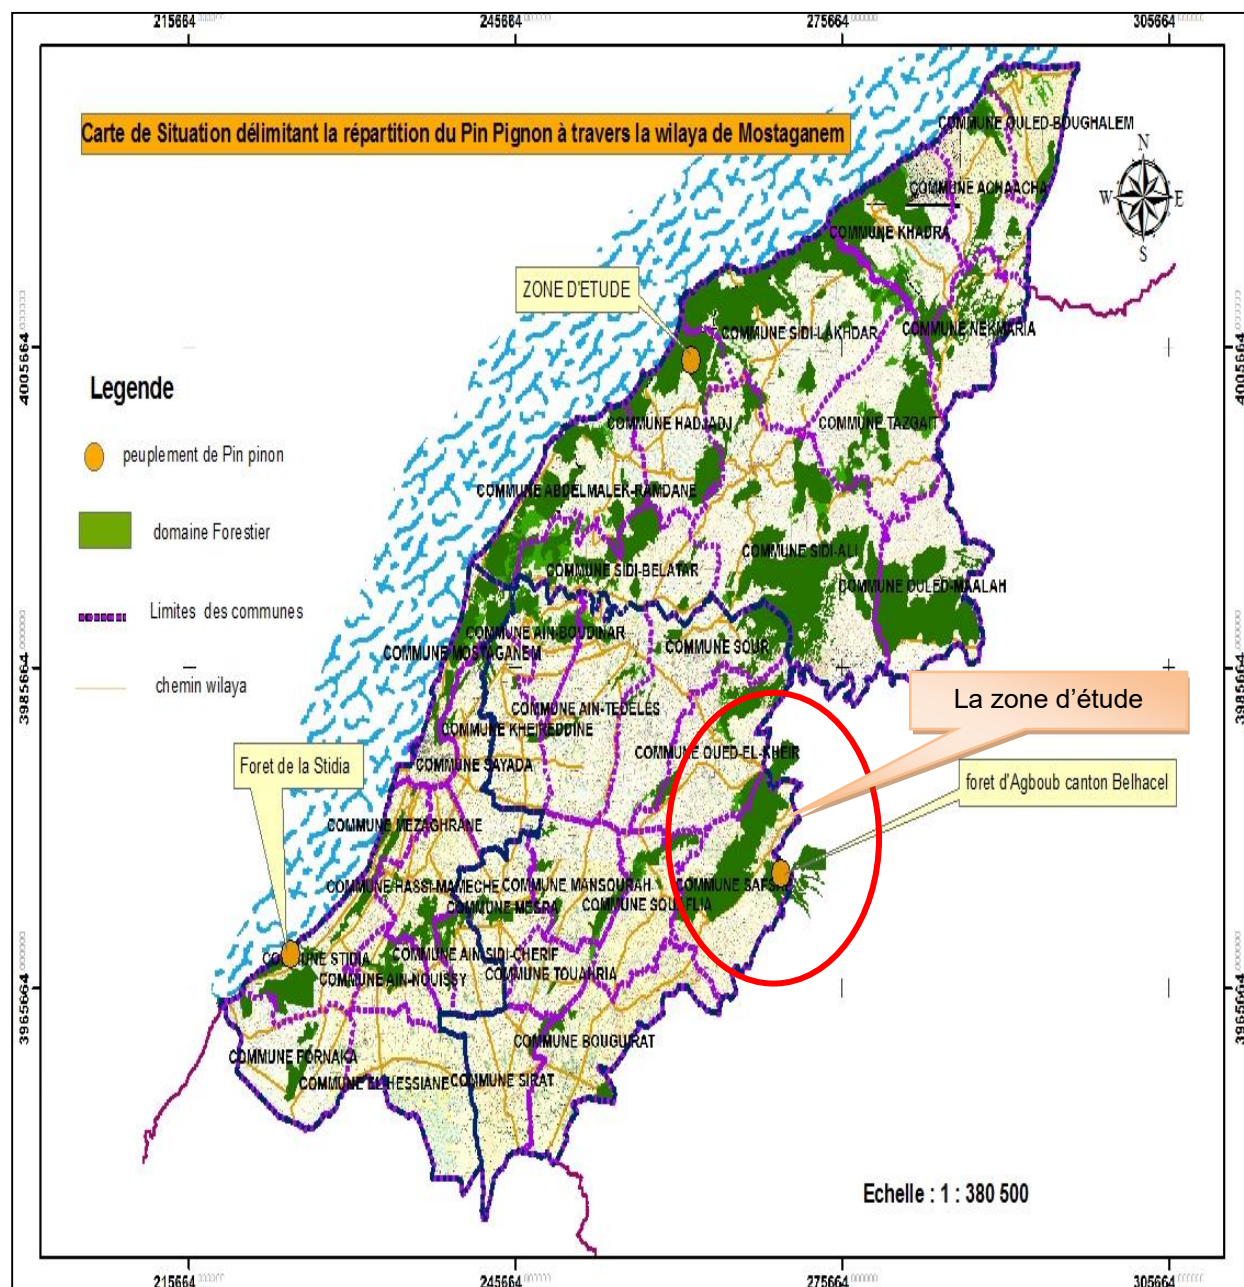 215664 245664 275664 305664
Carte de Situation délimitant la répartition du Pin Pignon à travers la wilaya de Mostaganem
COMMUNE OULED-BOUGHALEM
N
W E
S
COMMUNE ACHAACHA
COMMUNE KHADRA
ZONE D'ETUDE
COMMUNE SIDI-LAKHDAR
COMMUNE NEKMARIA
4005664
4005664
Legende
peuplement de Pin pinon
domaine Forestier
Limites des communes
chemin wilaya
COMMUNE HADJADJ
COMMUNE TAZGAIT
COMMUNE ABDELMALEK-RAMDANE
COMMUNE SIDI-ALI
COMMUNE SIDI-BELATAR
COMMUNE OULED-MAALAH
COMMUNE AIN-BOUDINAR
COMMUNE MOSTAGANEM
COMMUNE SOUR
3985664
3985664
La zone d'étude
COMMUNE AIN-TEDELES
COMMUNE KHEIREDDINE
COMMUNE OUED-EL-KHEIR
COMMUNE SAYADA
Foret de la Stidia
foret d'Agboub canton Belhacel
COMMUNE MEZAGHRANE
COMMUNE HASSI-MAMECHE
COMMUNE MANSOURAH
COMMUNE
COMMUNE MESRA
COMMUNE SOUAFLIA
COMMUNE STIDIA
COMMUNE AIN-SIDI-CHERIF
COMMUNE AIN-NOUISSY
COMMUNE TOUAHRIA
3965664
3965664
COMMUNE BOUGUIRAT
COMMUNE FORNAKA
COMMUNE EL-HESSIANE
COMMUNE SIRAT
Echelle : 1 : 380 500
215664 245664 275664 305664